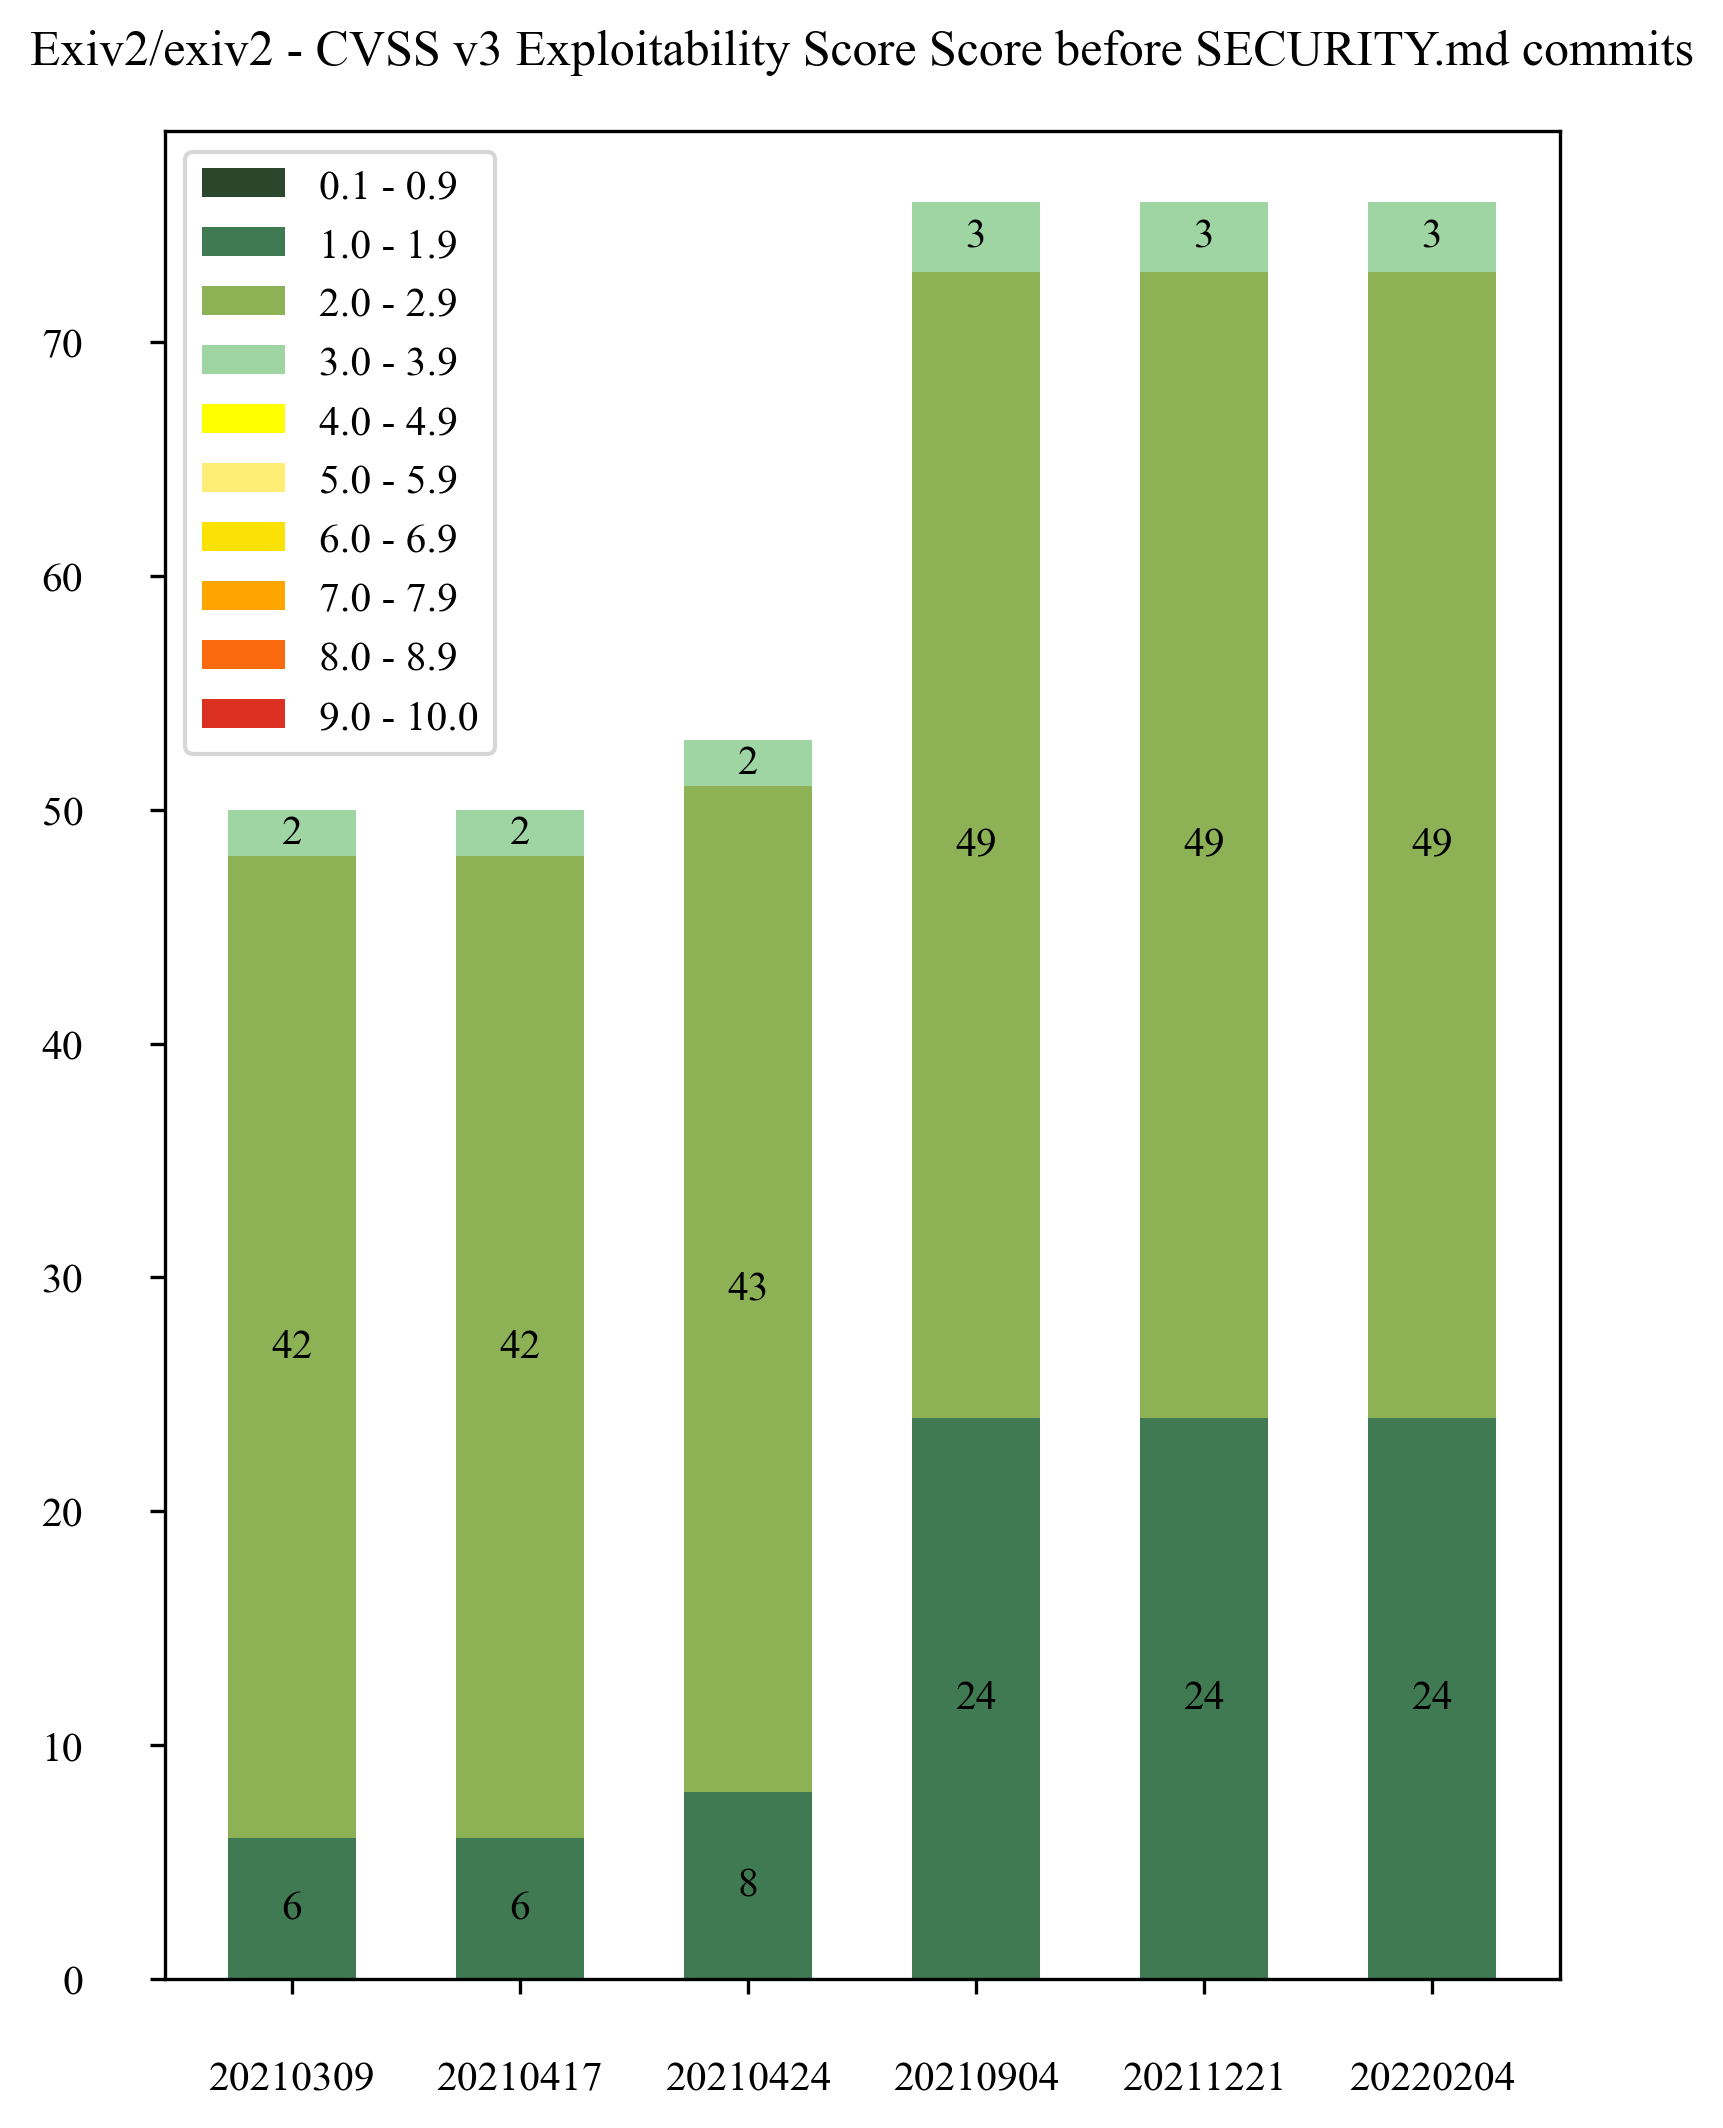 Exiv2/exiv2 - CVSS v3 Exploitability Score Score before SECURITY.md commits
0.1 - 0.9
1.0 - 1.9
2.0 - 2.9
3.0 - 3.9
4.0 - 4.9
5.0 - 5.9
6.0 - 6.9
7.0 - 7.9
8.0 - 8.9
9.0 - 10.0
70
60
50
40
30
20
10
0
2 2 2 3 3 3
42 42 43 49 49 49
6 6 8 24 24 24
20210309 20210417 20210424 20210904 20211221 20220204